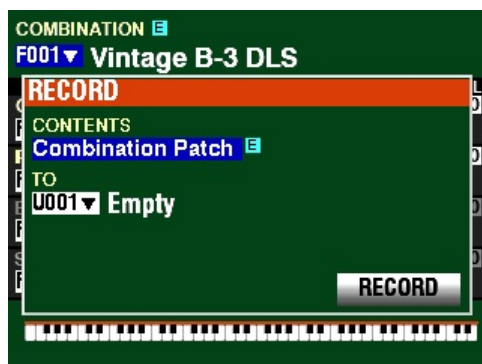 COMBINATION E
F001▼ Vintage B-3 DLS
RECORD
CONTENTS
Combination Patch E
TO
U001▼ Empty
RECORD